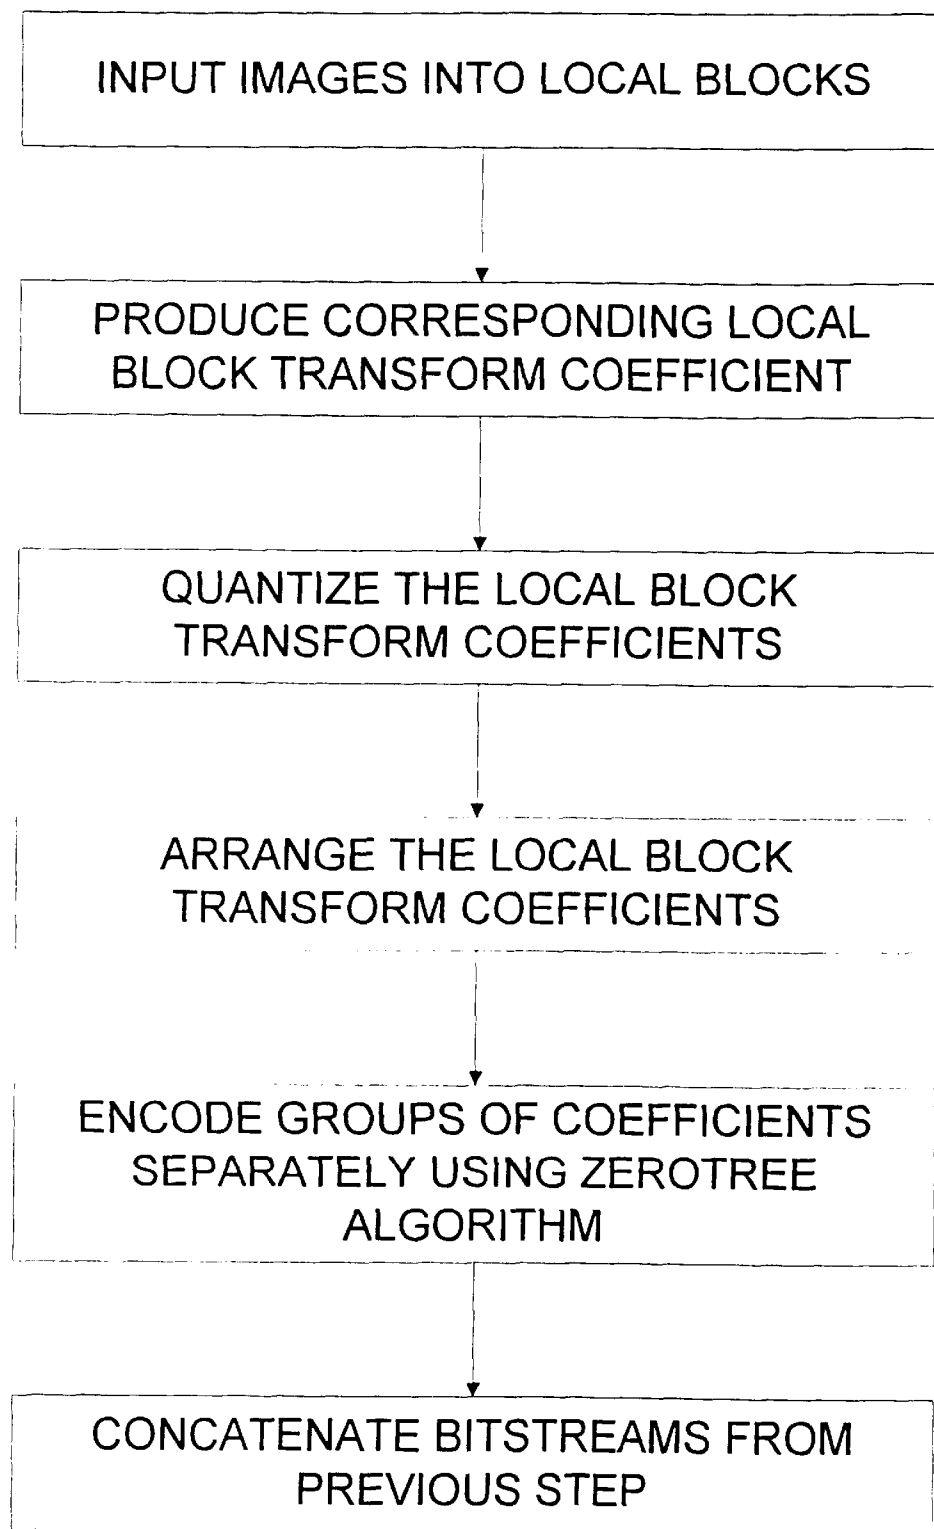 INPUT IMAGES INTO LOCAL BLOCKS
PRODUCE CORRESPONDING LOCAL
BLOCK TRANSFORM COEFFICIENT
QUANTIZE THE LOCAL BLOCK
TRANSFORM COEFFICIENTS
ARRANGE THE LOCAL BLOCK
TRANSFORM COEFFICIENTS
ENCODE GROUPS OF COEFFICIENTS
SEPARATELY USING ZEROTREE
ALGORITHM
CONCATENATE BITSTREAMS FROM
PREVIOUS STEP